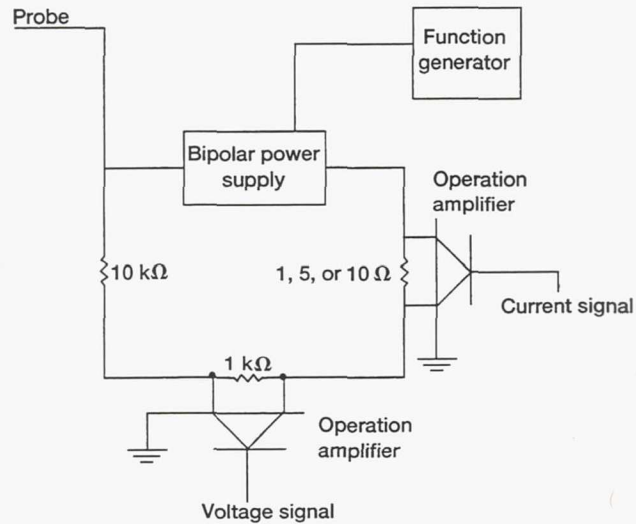 Probe
Function
generator
Bipolar power
supply
Operation
amplifier
10 kΩ
1, 5, or 10 Ω
Current signal
1 kΩ
Operation
amplifier
Voltage signal